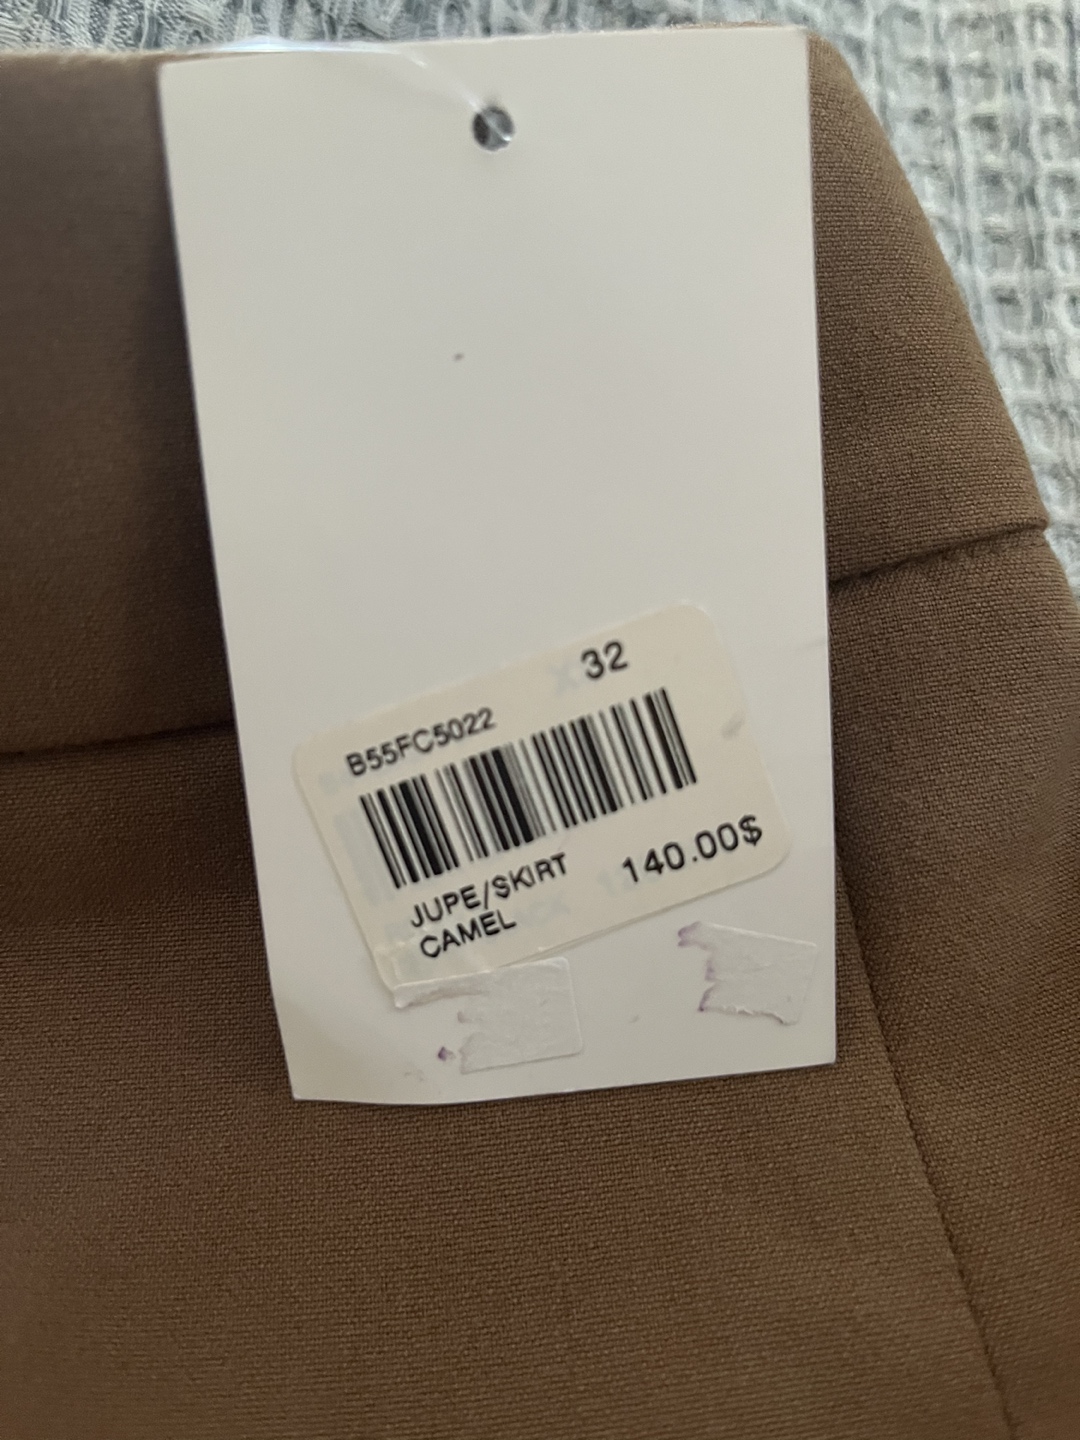 32
B55FC5022
JUPE/SKIRT 140.00$
CAMEL